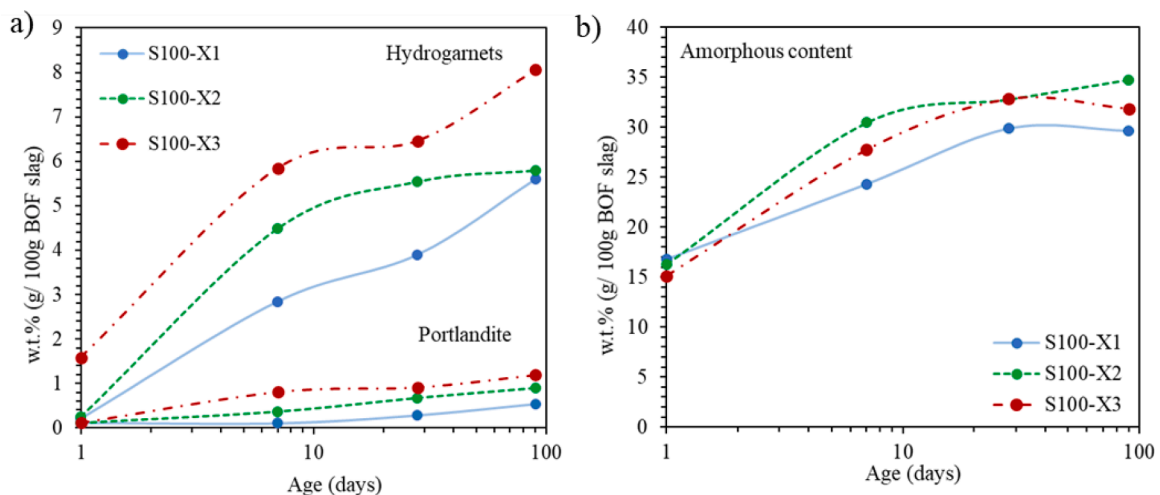 a)
9
8
7
6
5
4
3
2
1
0
w.t.% (g/ 100g BOF slag)
S100-X1
S100-X2
S100-X3
Hydrogarnets
Portlandite
1
10
100
Age (days)
b)
40
35
30
25
20
15
10
5
0
w.t.% (g/ 100g BOF slag)
Amorphous content
S100-X1
S100-X2
S100-X3
1
10
100
Age (days)